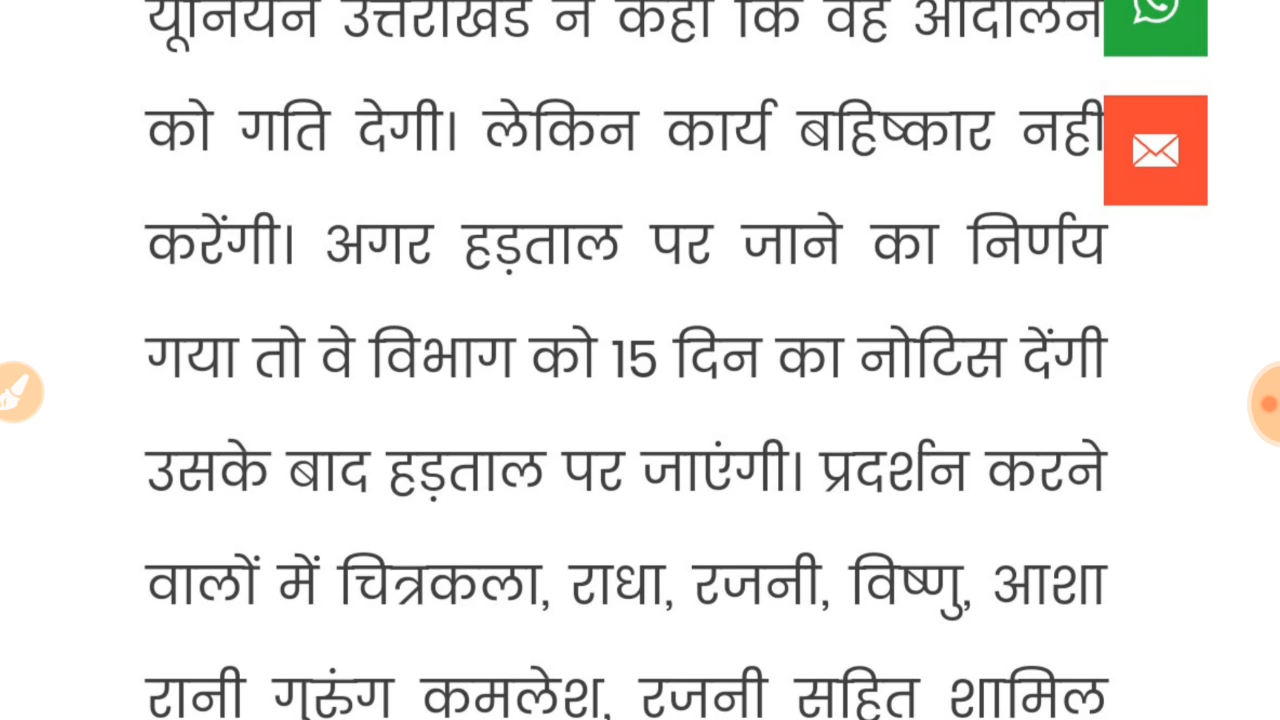 यूनियन उत्तराखंड ने कहा कि वह आंदोलन
को गति देगी। लेकिन कार्य बहिष्कार नही
करेंगी। अगर हड़ताल पर जाने का निर्णय
गया तो वे विभाग को 15 दिन का नोटिस देंगी
उसके बाद हड़ताल पर जाएंगी। प्रदर्शन करने
वालों में चित्रकला, राधा, रजनी, विष्णु, आशा
रानी गुरुंग कमलेश, रजनी सहित शामिल